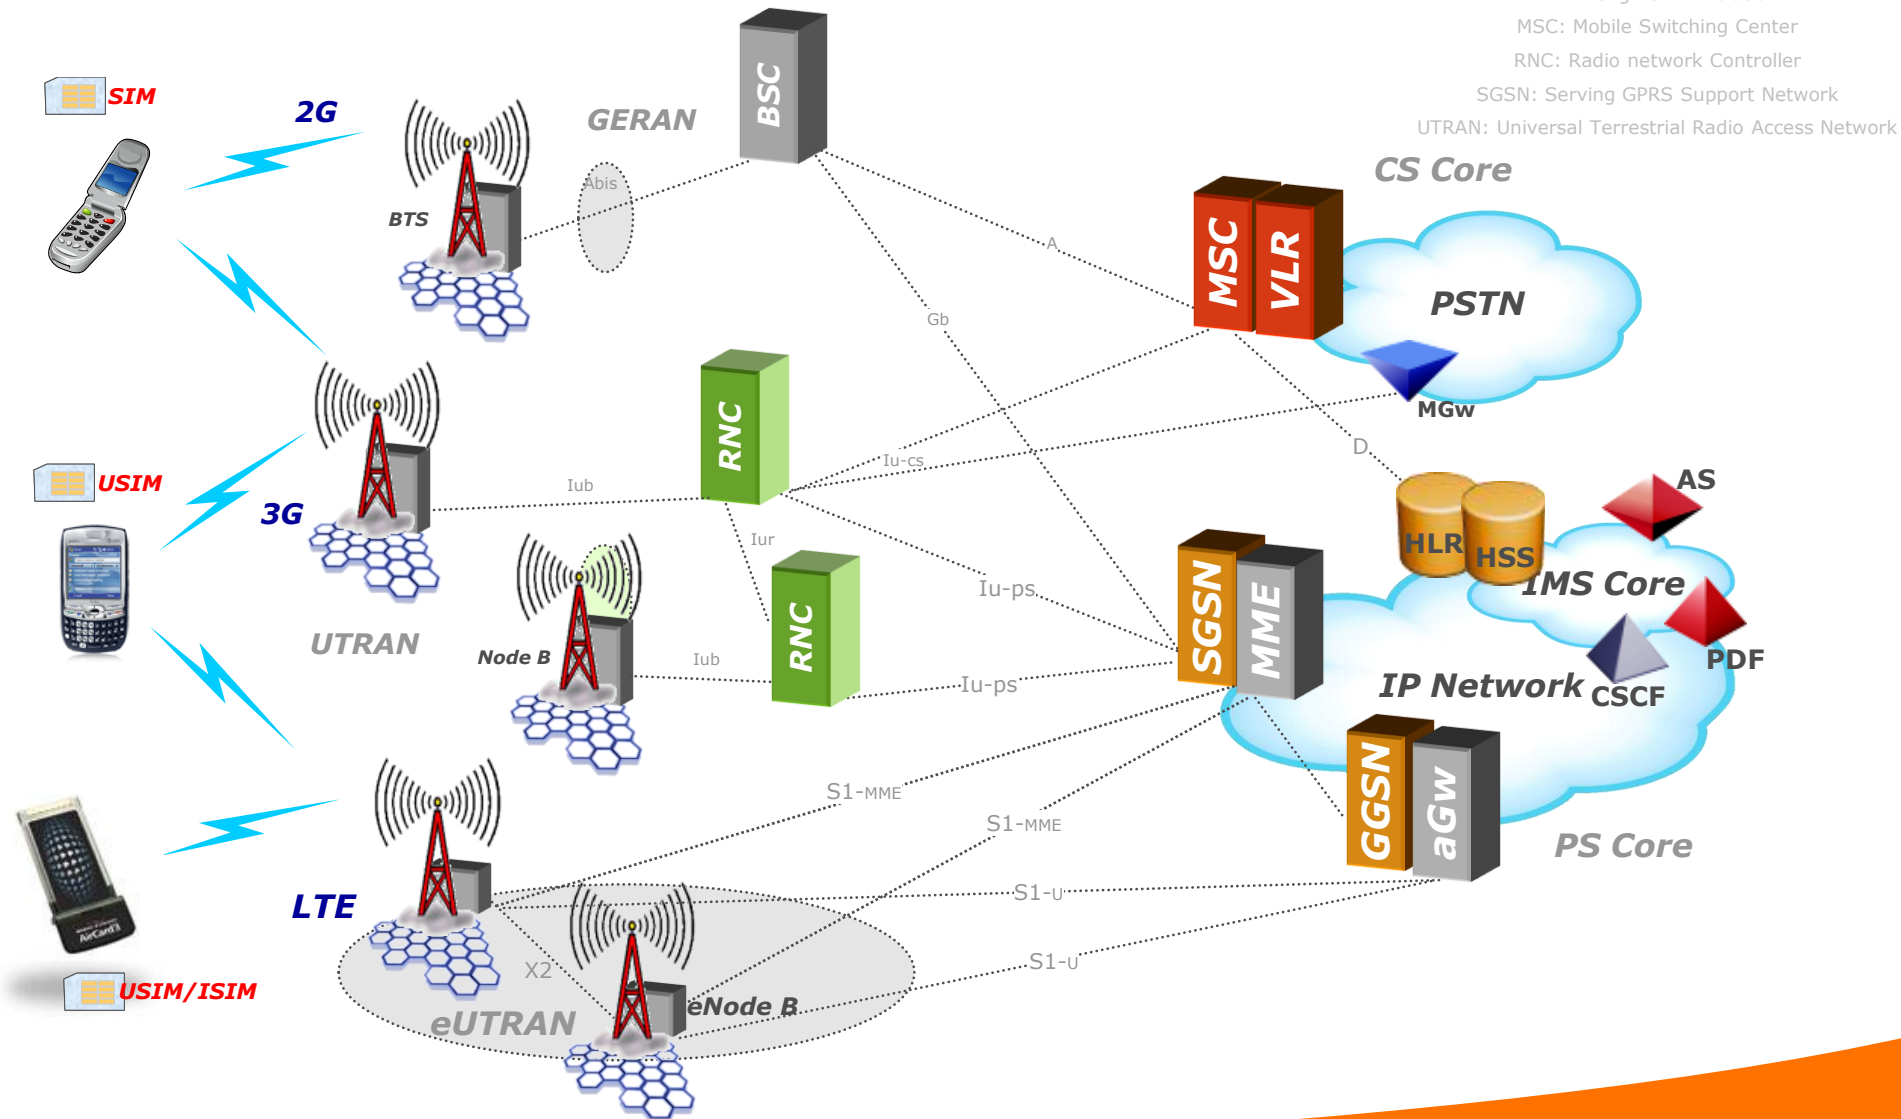 MSC: Mobile Switching Center
RNC: Radio network Controller
SGSN: Serving GPRS Support Network
UTRAN: Universal Terrestrial Radio Access Network
SIM
2G
GERAN
BSC
CS Core
Abis
BTS
A
MSC
VLR
PSTN
Gb
MGw
RNC
Iu-cs
D
USIM
3G
Iub
Iur
AS
HLR
HSS
IMS Core
UTRAN
Node B
Iub
RNC
Iu-ps
Iu-ps
SGSN
MME
PDF
IP Network
CSCF
S1-MME
S1-MME
GGSN
aGw
PS Core
LTE
S1-U
S1-U
X2
AirCard
USIM/ISIM
eUTRAN
eNode B